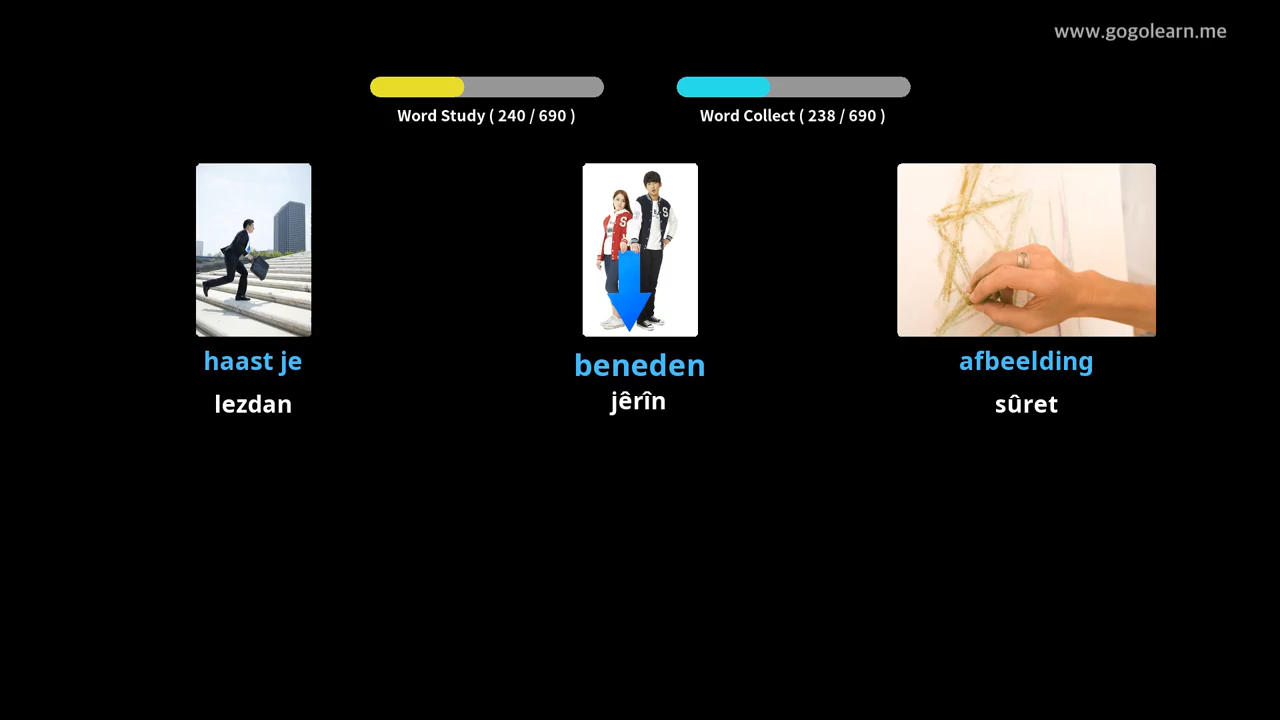 www.gogolearn.me
Word Study ( 240 / 690 )
Word Collect ( 238 / 690 )
S
S
haast je
beneden
afbeelding
lezdan
jêrîn
sûret